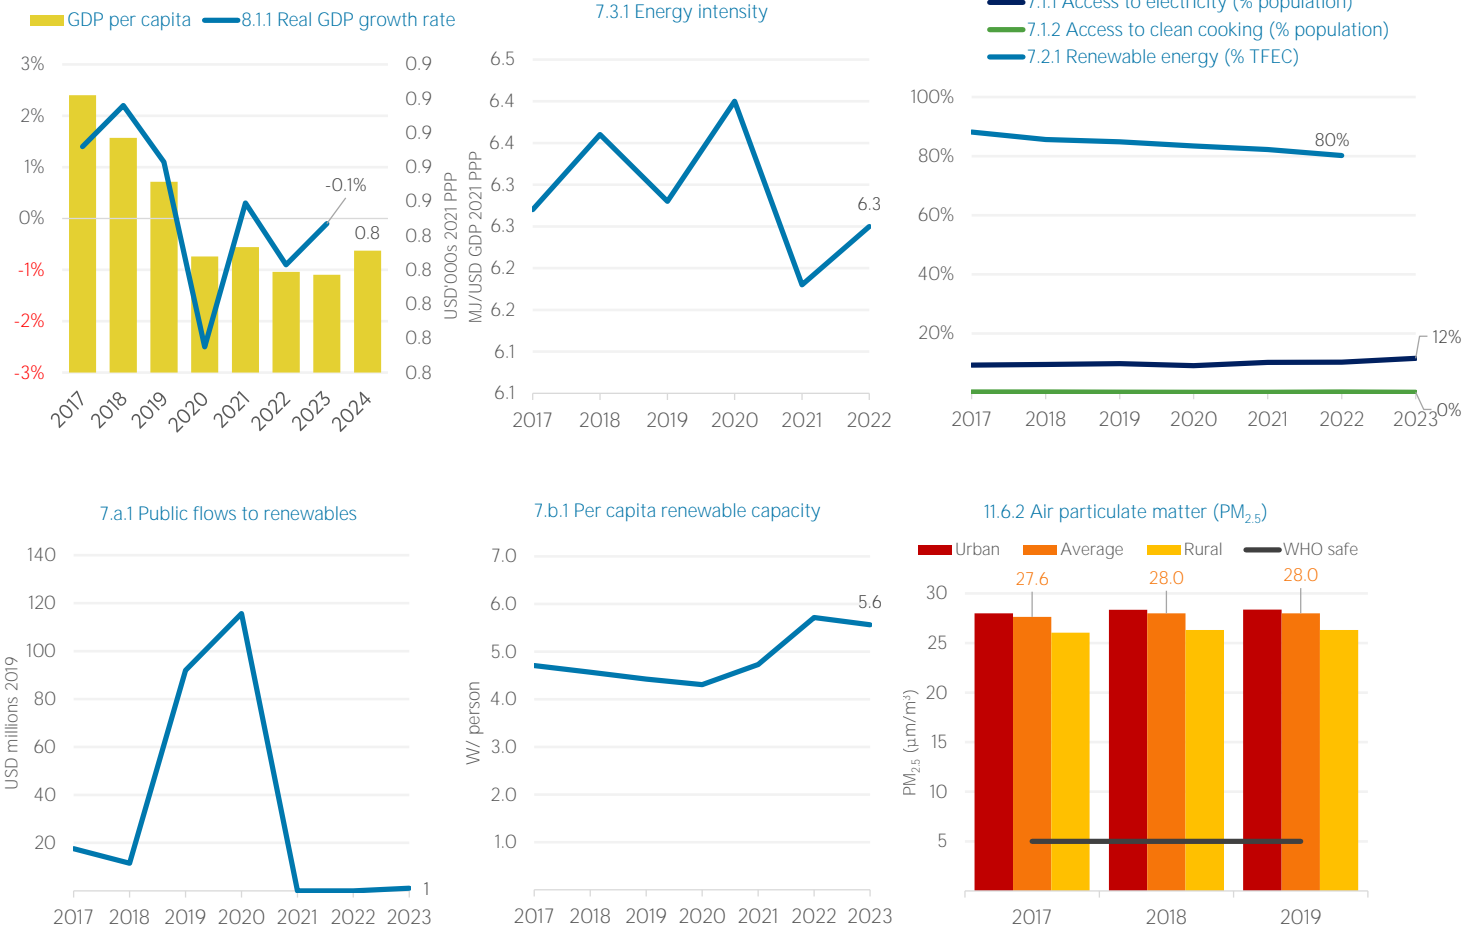 GDP per capita 8.1.1 Real GDP growth rate
3%
2%
1%
0%
-1%
-2%
-3%
0.9
0.9
0.9
0.9
0.9
0.8
0.8
0.8
0.8
0.8
USD'000s 2021 PPP
-0.1%
0.8
2017 2018 2019 2020 2021 2022 2023 2024
7.3.1 Energy intensity
MJ/USD GDP 2021 PPP
6.5
6.4
6.4
6.3
6.3
6.2
6.2
6.1
6.1
6.3
2017 2018 2019 2020 2021 2022
7.1.1 Access to electricity (% population)
7.1.2 Access to clean cooking (% population)
7.2.1 Renewable energy (% TFEC)
100%
80%
60%
40%
20%
80%
12%
0%
2017 2018 2019 2020 2021 2022 2023
7.a.1 Public flows to renewables
USD millions 2019
140
120
100
80
60
40
20
1
2017 2018 2019 2020 2021 2022 2023
7.b.1 Per capita renewable capacity
W/ person
7.0
6.0
5.0
4.0
3.0
2.0
1.0
5.6
2017 2018 2019 2020 2021 2022 2023
11.6.2 Air particulate matter (PM2.5)
Urban Average Rural WHO safe
27.6 28.0 28.0
PM2.5 (µm/m³)
30
25
20
15
10
5
2017 2018 2019